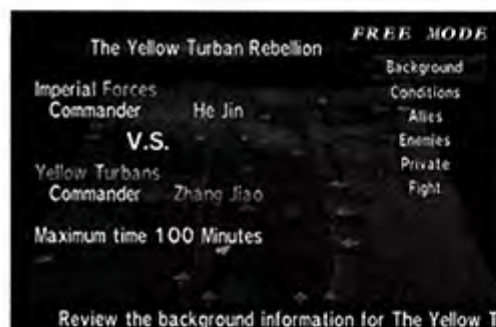 FREE MODE
The Yellow Turban Rebellion
Background
Imperial Forces
Conditions
Commander He Jin
Allies
V.S.
Enemies
Yellow Turbans
Private
Commander Zhang Jiao
Fight
Maximum time 100 Minutes
Review the background information for The Yellow T